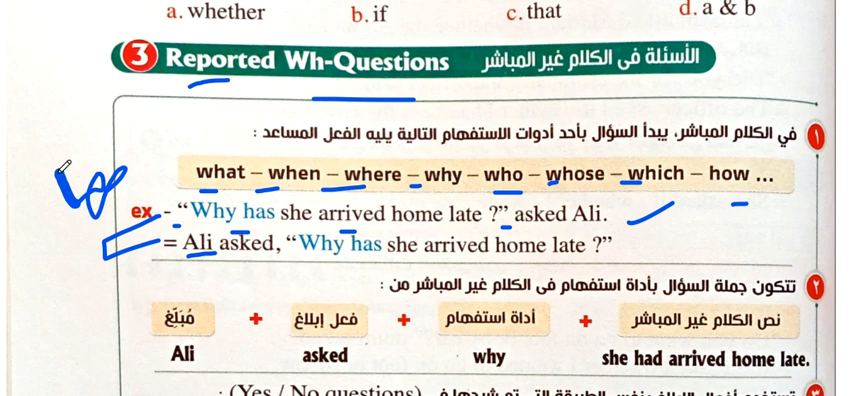 a. whether b. if c. that d. a & b
3 Reported Wh-Questions الأسئلة فى الكلام غير المباشر
١ في الكلام المباشر، يبدأ السؤال بأحد أدوات الاستفهام التالية يليه الفعل المساعد :
what – when – where – why – who – whose – which – how ...
ex. - “Why has she arrived home late ?” asked Ali.
= Ali asked, “Why has she arrived home late ?”
٢ تتكون جملة السؤال بأداة استفهام فى الكلام غير المباشر من :
مُبَلِّغ + فعل إبلاغ + أداة استفهام + نص الكلام غير المباشر
Ali asked why she had arrived home late.
٣ (Yes / No questions)